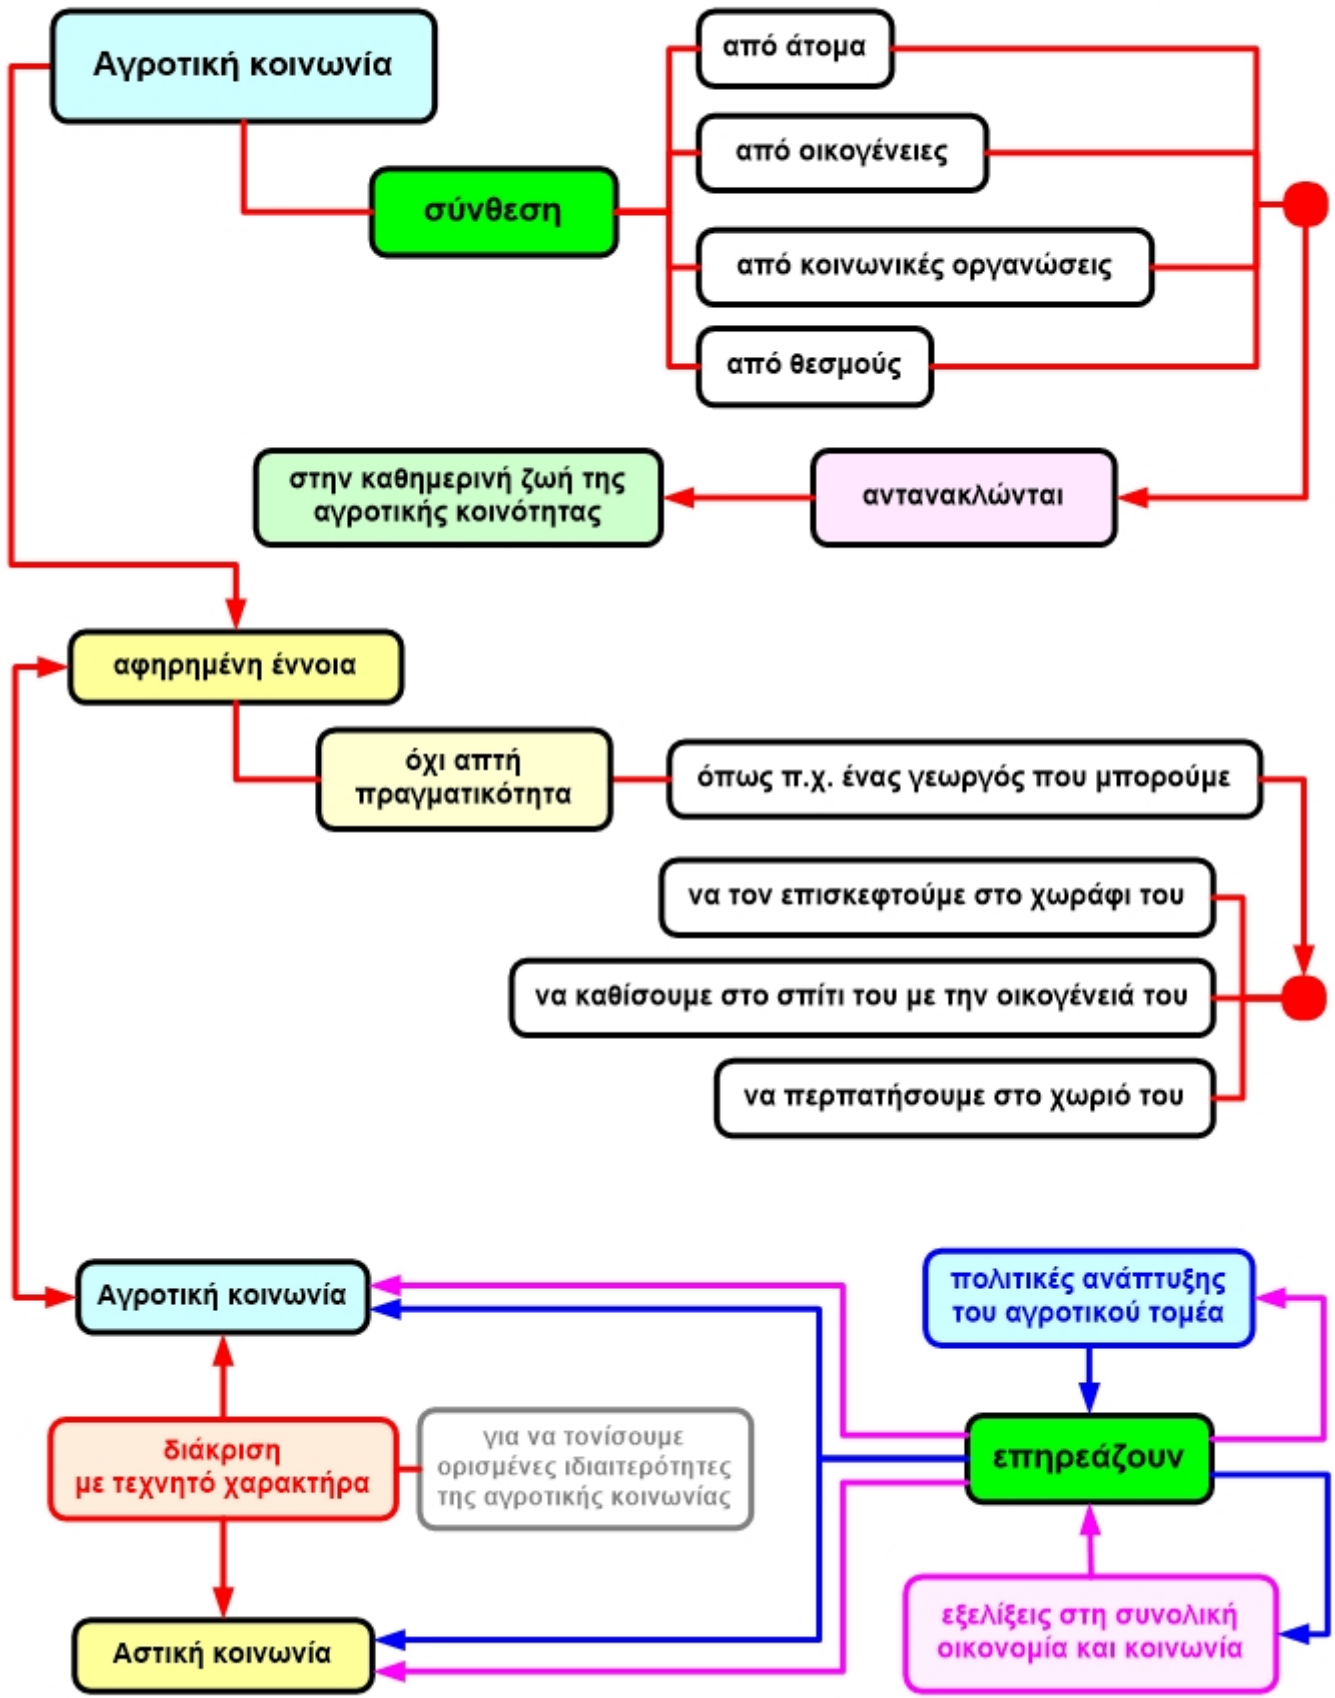 Αγροτική κοινωνία
από άτομα
από οικογένειες
σύνθεση
από κοινωνικές οργανώσεις
από θεσμούς
στην καθημερινή ζωή της
αγροτικής κοινότητας
αντανακλώνται
αφηρημένη έννοια
όχι απτή
πραγματικότητα
όπως π.χ. ένας γεωργός που μπορούμε
να τον επισκεφτούμε στο χωράφι του
να καθίσουμε στο σπίτι του με την οικογένειά του
να περπατήσουμε στο χωριό του
Αγροτική κοινωνία
πολιτικές ανάπτυξης
του αγροτικού τομέα
διάκριση
με τεχνητό χαρακτήρα
για να τονίσουμε
ορισμένες ιδιαιτερότητες
της αγροτικής κοινωνίας
επηρεάζουν
Αστική κοινωνία
εξελίξεις στη συνολική
οικονομία και κοινωνία